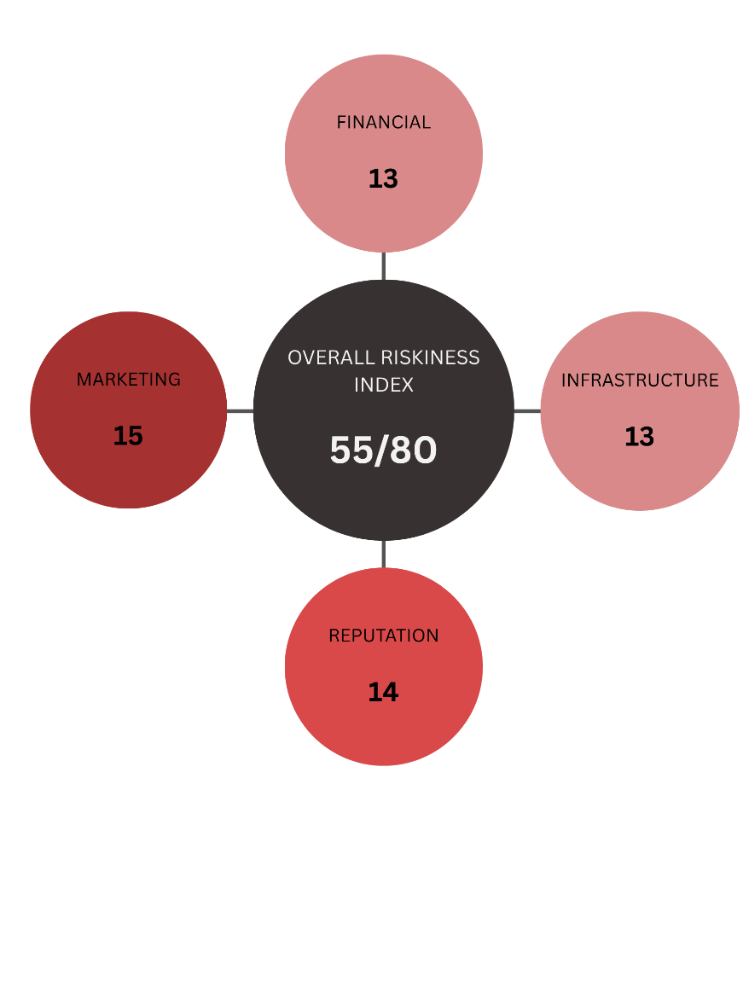 FINANCIAL
13
MARKETING
15
OVERALL RISKINESS
INDEX
55/80
INFRASTRUCTURE
13
REPUTATION
14